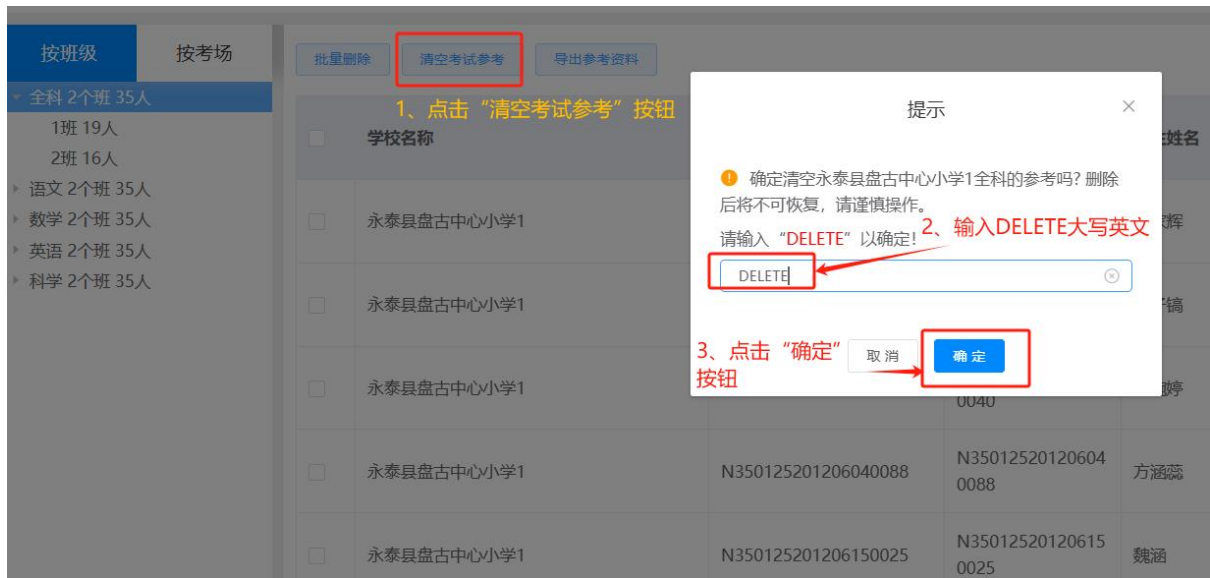 按班级 按考场
批量删除 清空考试参考 导出参考资料
全科 2个班 35人
1班 19人
2班 16人
语文 2个班 35人
数学 2个班 35人
英语 2个班 35人
科学 2个班 35人
1、点击“清空考试参考”按钮
学校名称
生姓名
提示
确定清空永泰县盘古中心小学1全科的参考吗? 删除
后将不可恢复，请谨慎操作。
请输入“DELETE”以确定!
2、输入DELETE大写英文
DELETE
3、点击“确定”
按钮
取消 确定
永泰县盘古中心小学1
永泰县盘古中心小学1 镐
永泰县盘古中心小学1 婷
0040
永泰县盘古中心小学1 N350125201206040088 N35012520120604
0088 方涵蕊
永泰县盘古中心小学1 N350125201206150025 N35012520120615
0025 魏涵